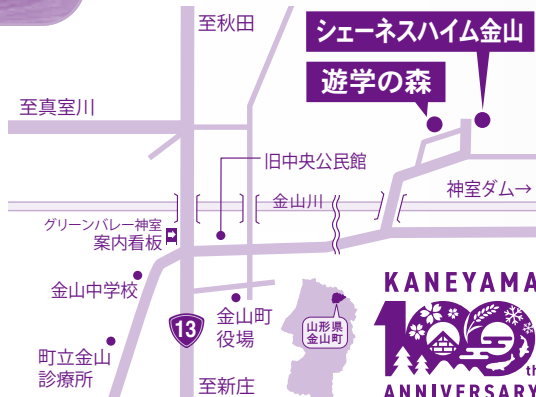 至秋田
シェーネスハイム金山
遊学の森
至真室川
旧中央公民館
神室ダム→
金山川
グリーンバレー神室
案内看板
金山中学校
13
金山町
役場
山形県
金山町
町立金山
診療所
至新庄
KANEYAMA
100
th
ANNIVERSARY